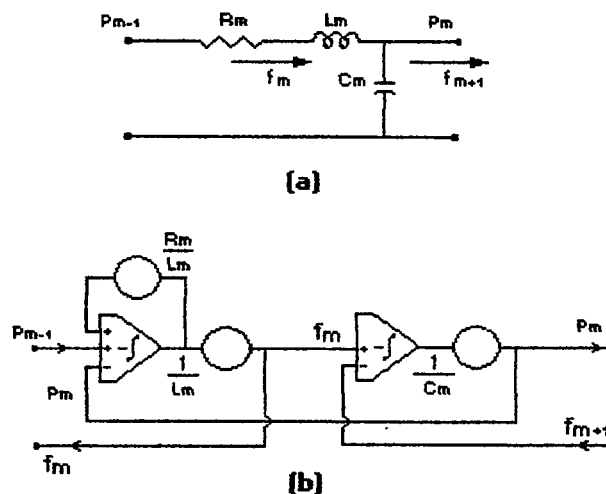 Pm-1 Rm Lm Pm
fm Cm fm+1
(a)
Rm
Lm
Pm-1 + + - -∫ fm + - -∫ Pm
1
Lm
1
Cm
Pm
fm fm+1
(b)